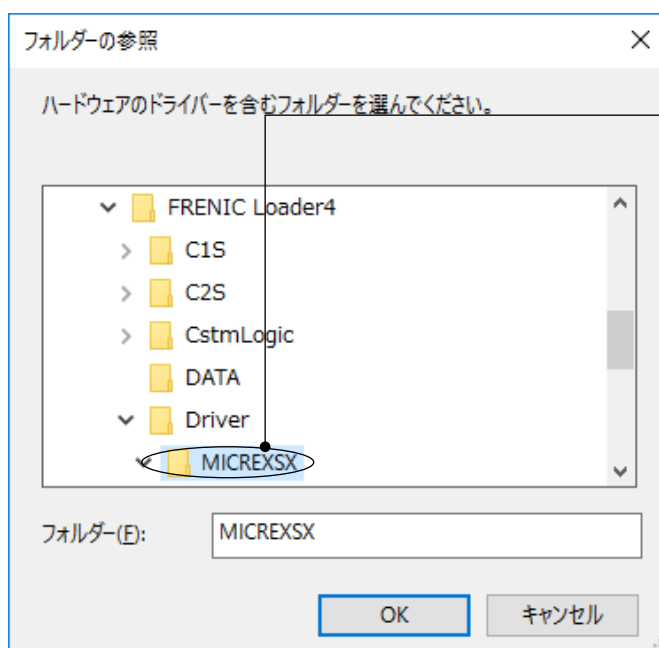 フォルダーの参照
ハードウェアのドライバーを含むフォルダーを選んでください。
FRENIC Loader4
C1S
C2S
CstmLogic
DATA
Driver
MICREXSX
フォルダー(F): MICREXSX
OK キャンセル